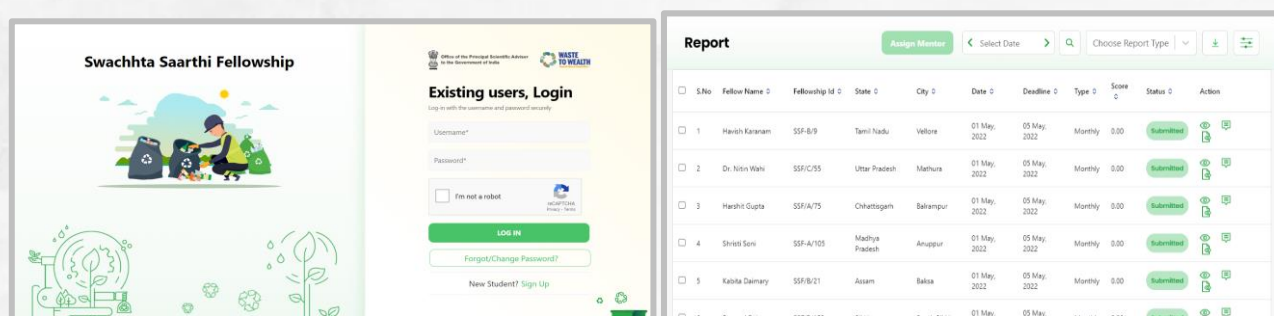 Swachhta Saarthi Fellowship
Office of the Principal Scientific Adviser
to the Government of India
WASTE
TO WEALTH
Existing users, Login
Log-in with the username and password securely
Username*
Password*
I'm not a robot
reCAPTCHA
Privacy - Terms
LOG IN
Forgot/Change Password?
New Student? Sign Up
Report
Assign Mentor
Select Date
Choose Report Type
S.No Fellow Name Fellowship Id State City Date Deadline Type Score Status Action
1 Havish Karanam SSF-B/9 Tamil Nadu Vellore 01 May, 2022 05 May, 2022 Monthly 0.00 Submitted
2 Dr. Nitin Wahi SSF/C/55 Uttar Pradesh Mathura 01 May, 2022 05 May, 2022 Monthly 0.00 Submitted
3 Harshit Gupta SSF/A/75 Chhattisgarh Balrampur 01 May, 2022 05 May, 2022 Monthly 0.00 Submitted
4 Shristi Soni SSF-A/105 Madhya Pradesh Anuppur 01 May, 2022 05 May, 2022 Monthly 0.00 Submitted
5 Kabita Daimary SSF/B/21 Assam Baksa 01 May, 2022 05 May, 2022 Monthly 0.00 Submitted
01 May, 05 May,